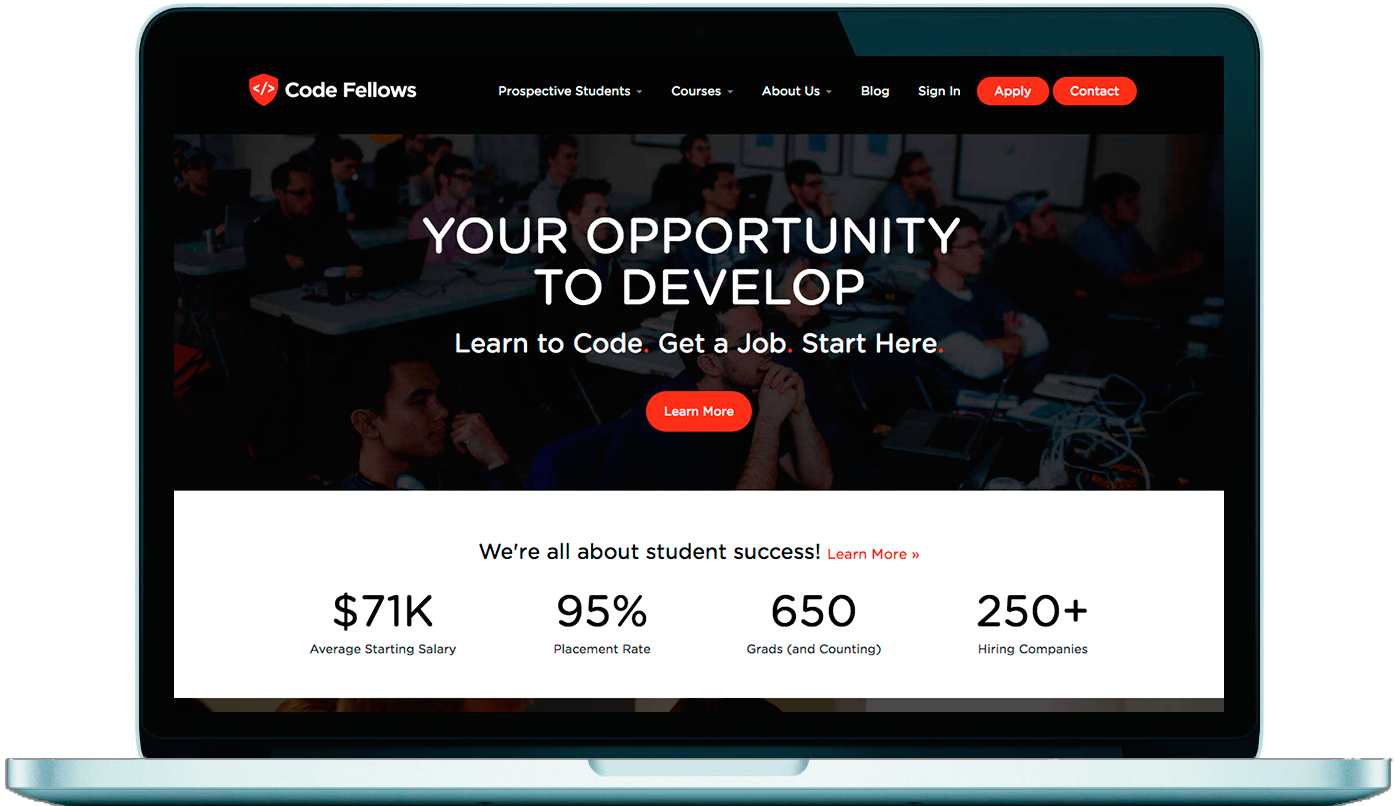 </> Code Fellows
Prospective Students Courses About Us Blog Sign In Apply Contact
YOUR OPPORTUNITY
TO DEVELOP
Learn to Code. Get a Job. Start Here.
Learn More
We're all about student success! Learn More »
$71K 95% 650 250+
Average Starting Salary Placement Rate Grads (and Counting) Hiring Companies